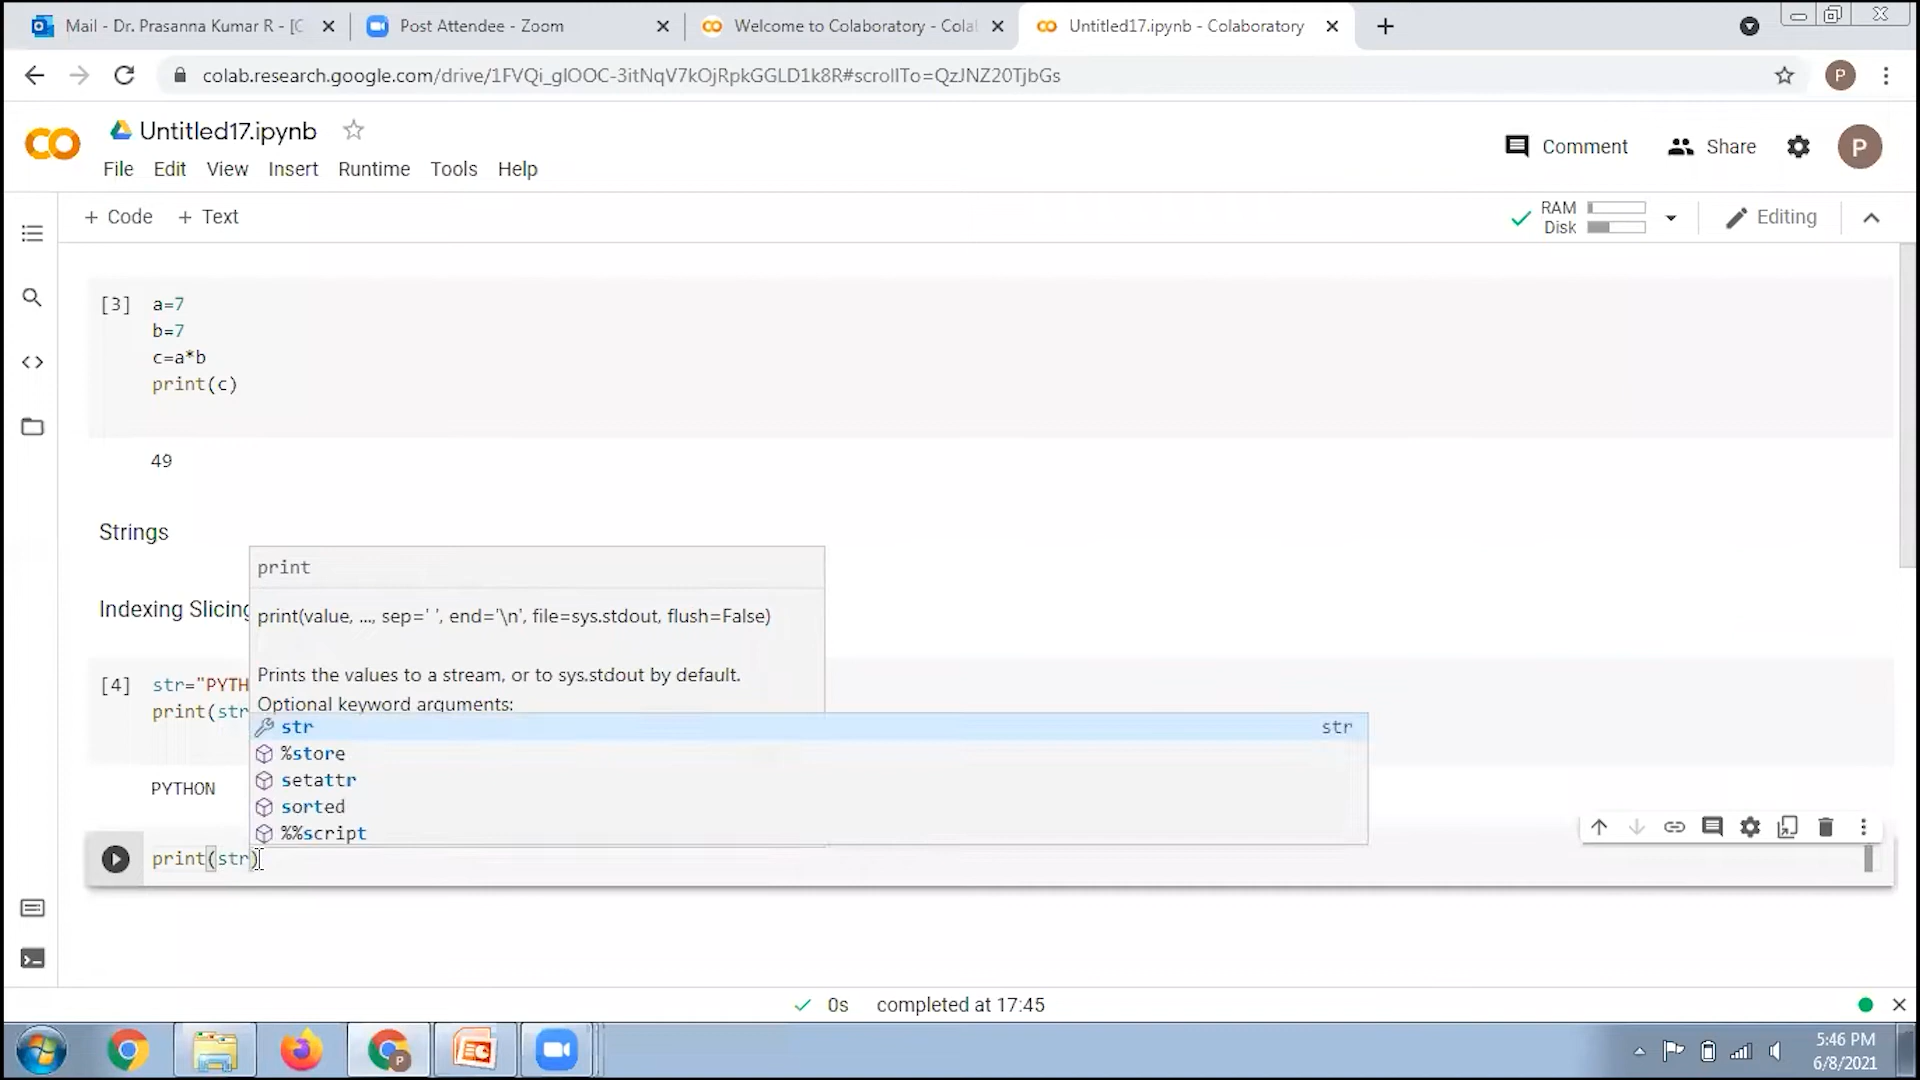 Mail - Dr. Prasanna Kumar R - [C
Post Attendee - Zoom
Welcome to Colaboratory - Cola
Untitled17.ipynb - Colaboratory
colab.research.google.com/drive/1FVQi_glOOC-3itNqV7kOjRpkGGLD1k8R#scrollTo=QzJNZ20TjbGs
P
CO
Untitled17.ipynb
Comment
Share
P
File Edit View Insert Runtime Tools Help
+ Code + Text
RAM
Disk
Editing
[3] a=7
b=7
c=a*b
print(c)
49
Strings
print
Indexing Slicing
print(value, ..., sep=' ', end='\n', file=sys.stdout, flush=False)
Prints the values to a stream, or to sys.stdout by default.
Optional keyword arguments:
[4] str="PYTH
print(str
str str
%store
setattr
sorted
%%script
PYTHON
print(str)
0s completed at 17:45
P
5:46 PM
6/8/2021